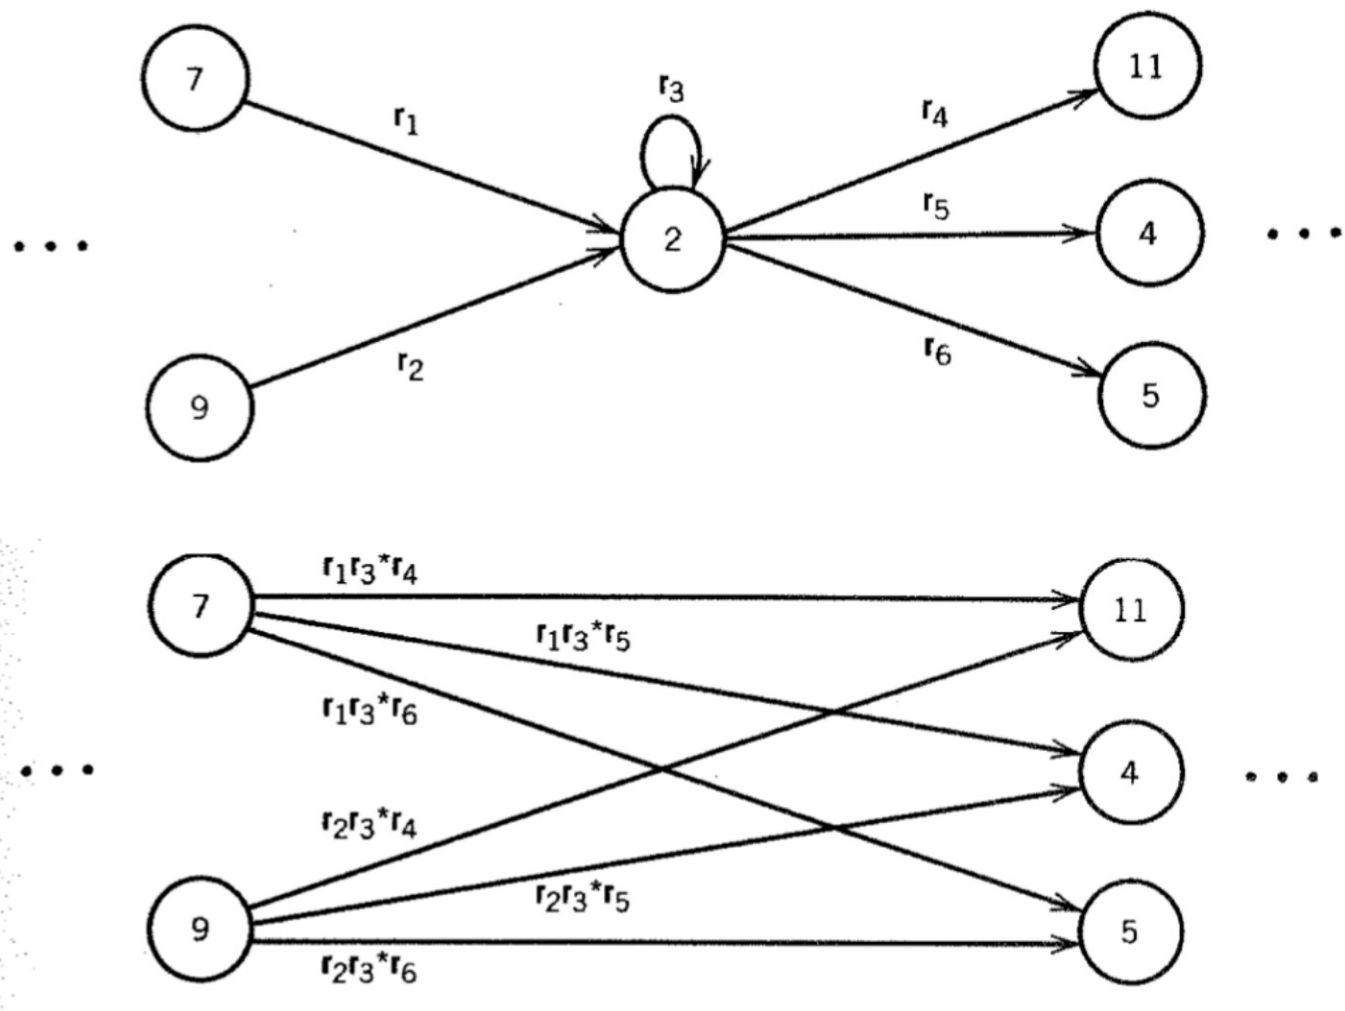 7
11
r₃
r₁
r₄
r₅
...
2
4
...
r₂
r₆
9
5
r₁r₃*r₄
7
11
r₁r₃*r₅
r₁r₃*r₆
...
4
...
r₂r₃*r₄
r₂r₃*r₅
9
5
r₂r₃*r₆